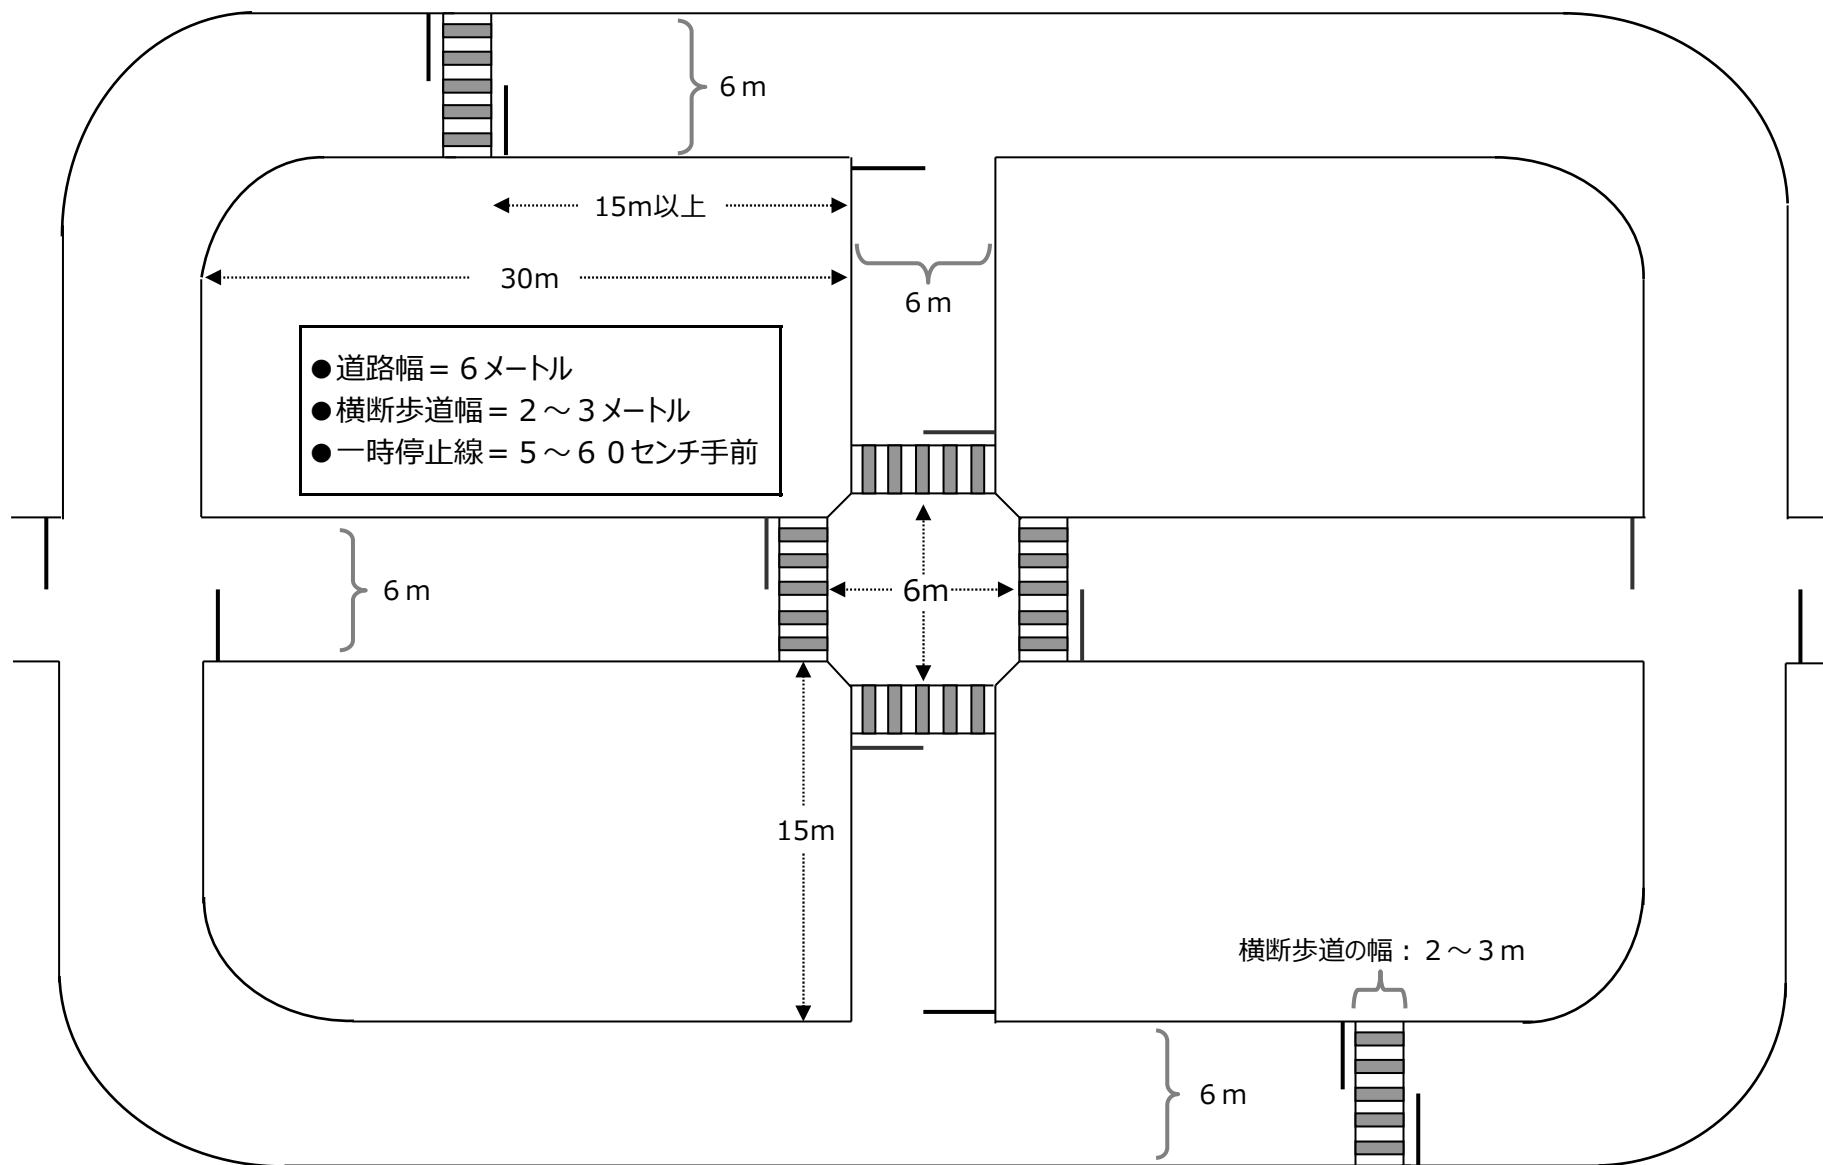 ６ｍ
15m以上
30m
６ｍ
●道路幅=６メートル
●横断歩道幅=２～３メートル
●一時停止線=５～６０センチ手前
６ｍ
6m
15m
横断歩道の幅：２～３ｍ
６ｍ